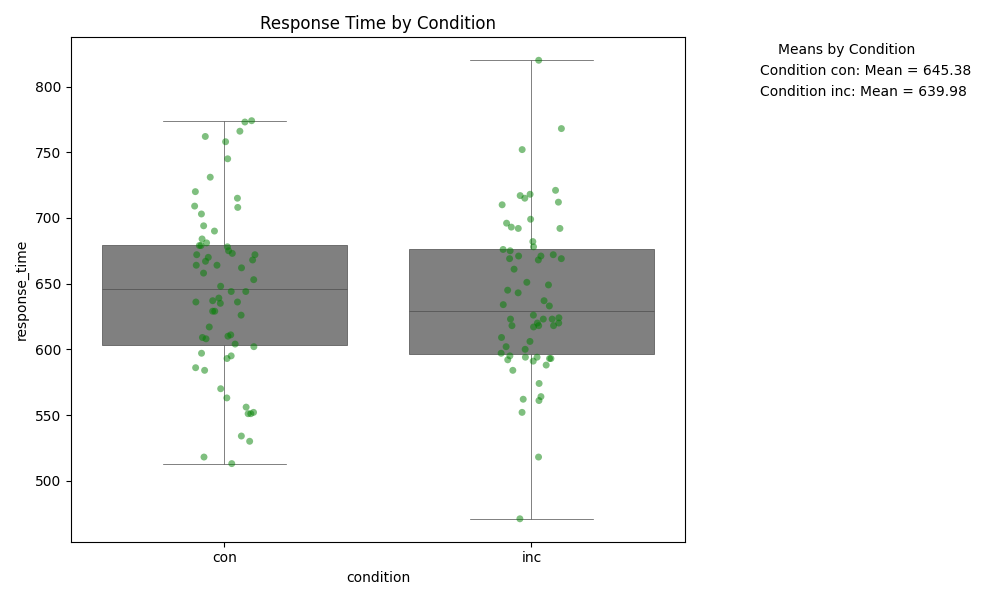 Response Time by Condition
Means by Condition
Condition con: Mean = 645.38
Condition inc: Mean = 639.98
800
750
700
650
600
550
500
response_time
con
inc
condition